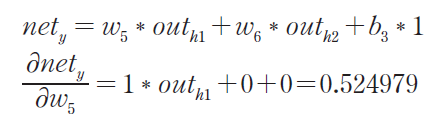 net_y = w_5 * out_h1 + w_6 * out_h2 + b_3 * 1
∂net_y / ∂w_5 = 1 * out_h1 + 0 + 0 = 0.524979